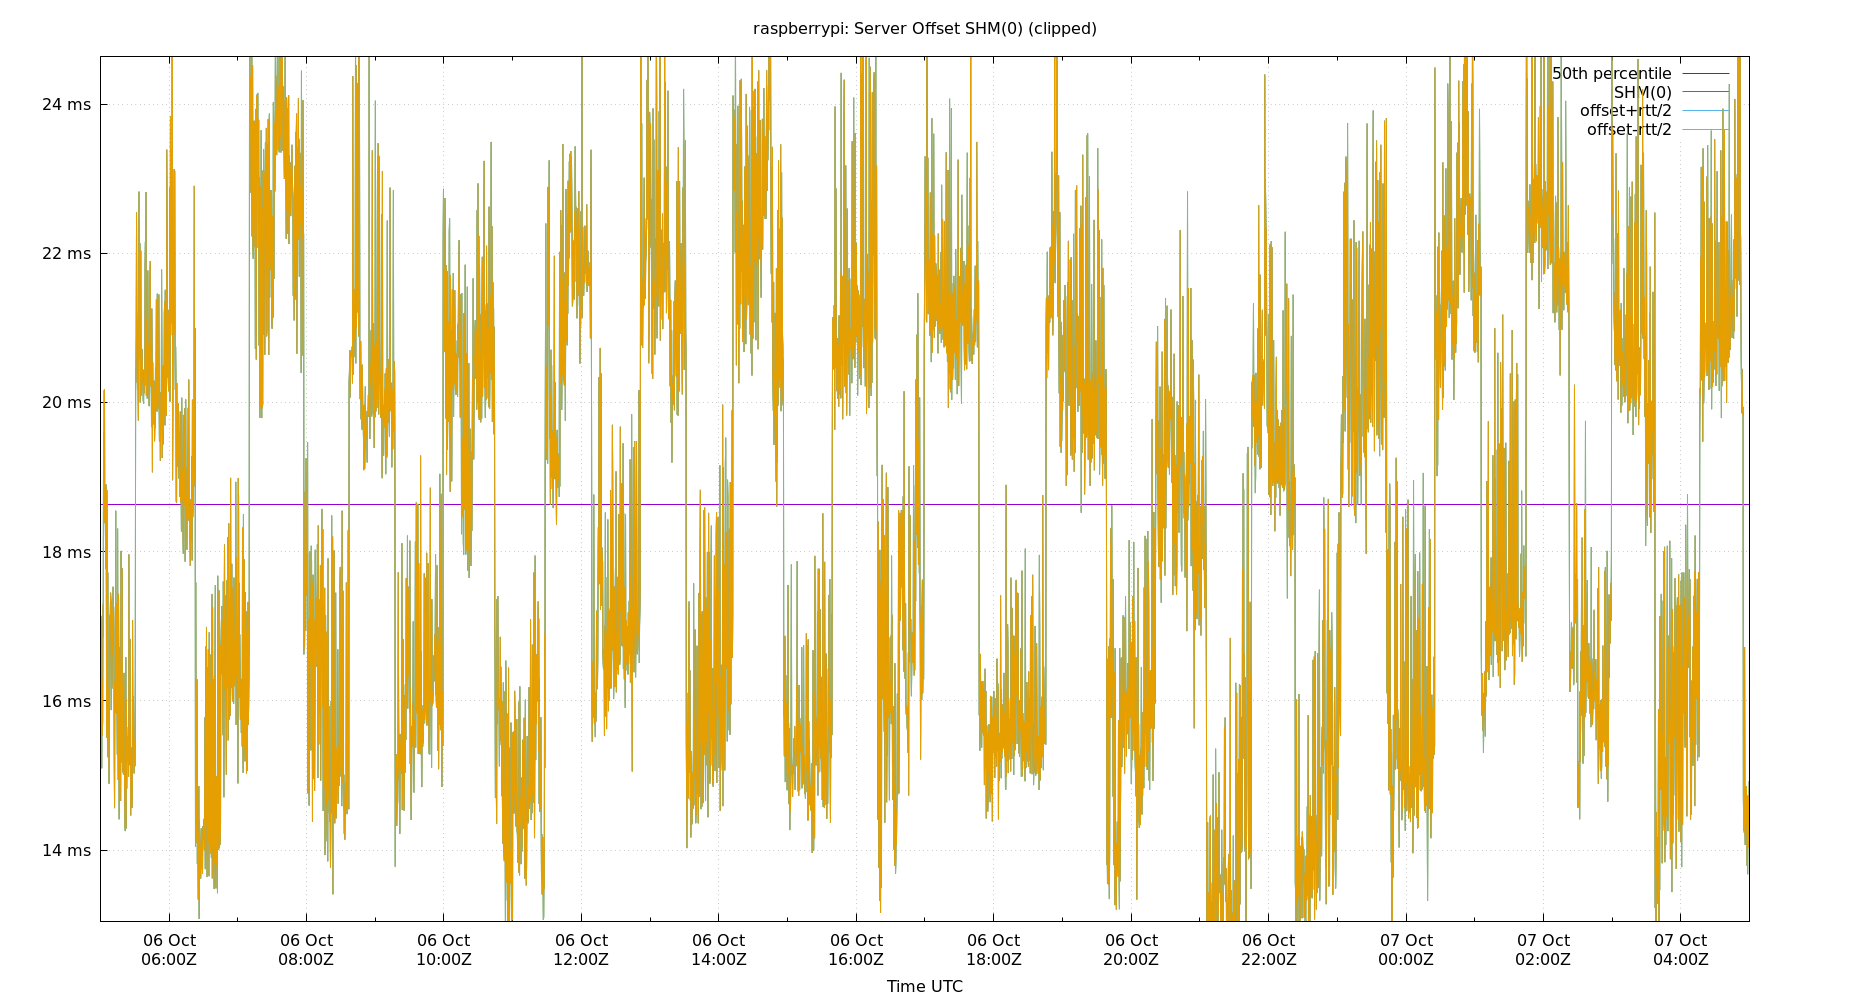 raspberrypi: Server Offset SHM(0) (clipped)
50th percentile
SHM(0)
offset+rtt/2
offset-rtt/2
24 ms
22 ms
20 ms
18 ms
16 ms
14 ms
06 Oct 06 Oct 06 Oct 06 Oct 06 Oct 06 Oct 06 Oct 06 Oct 06 Oct 07 Oct 07 Oct 07 Oct
06:00Z 08:00Z 10:00Z 12:00Z 14:00Z 16:00Z 18:00Z 20:00Z 22:00Z 00:00Z 02:00Z 04:00Z
Time UTC